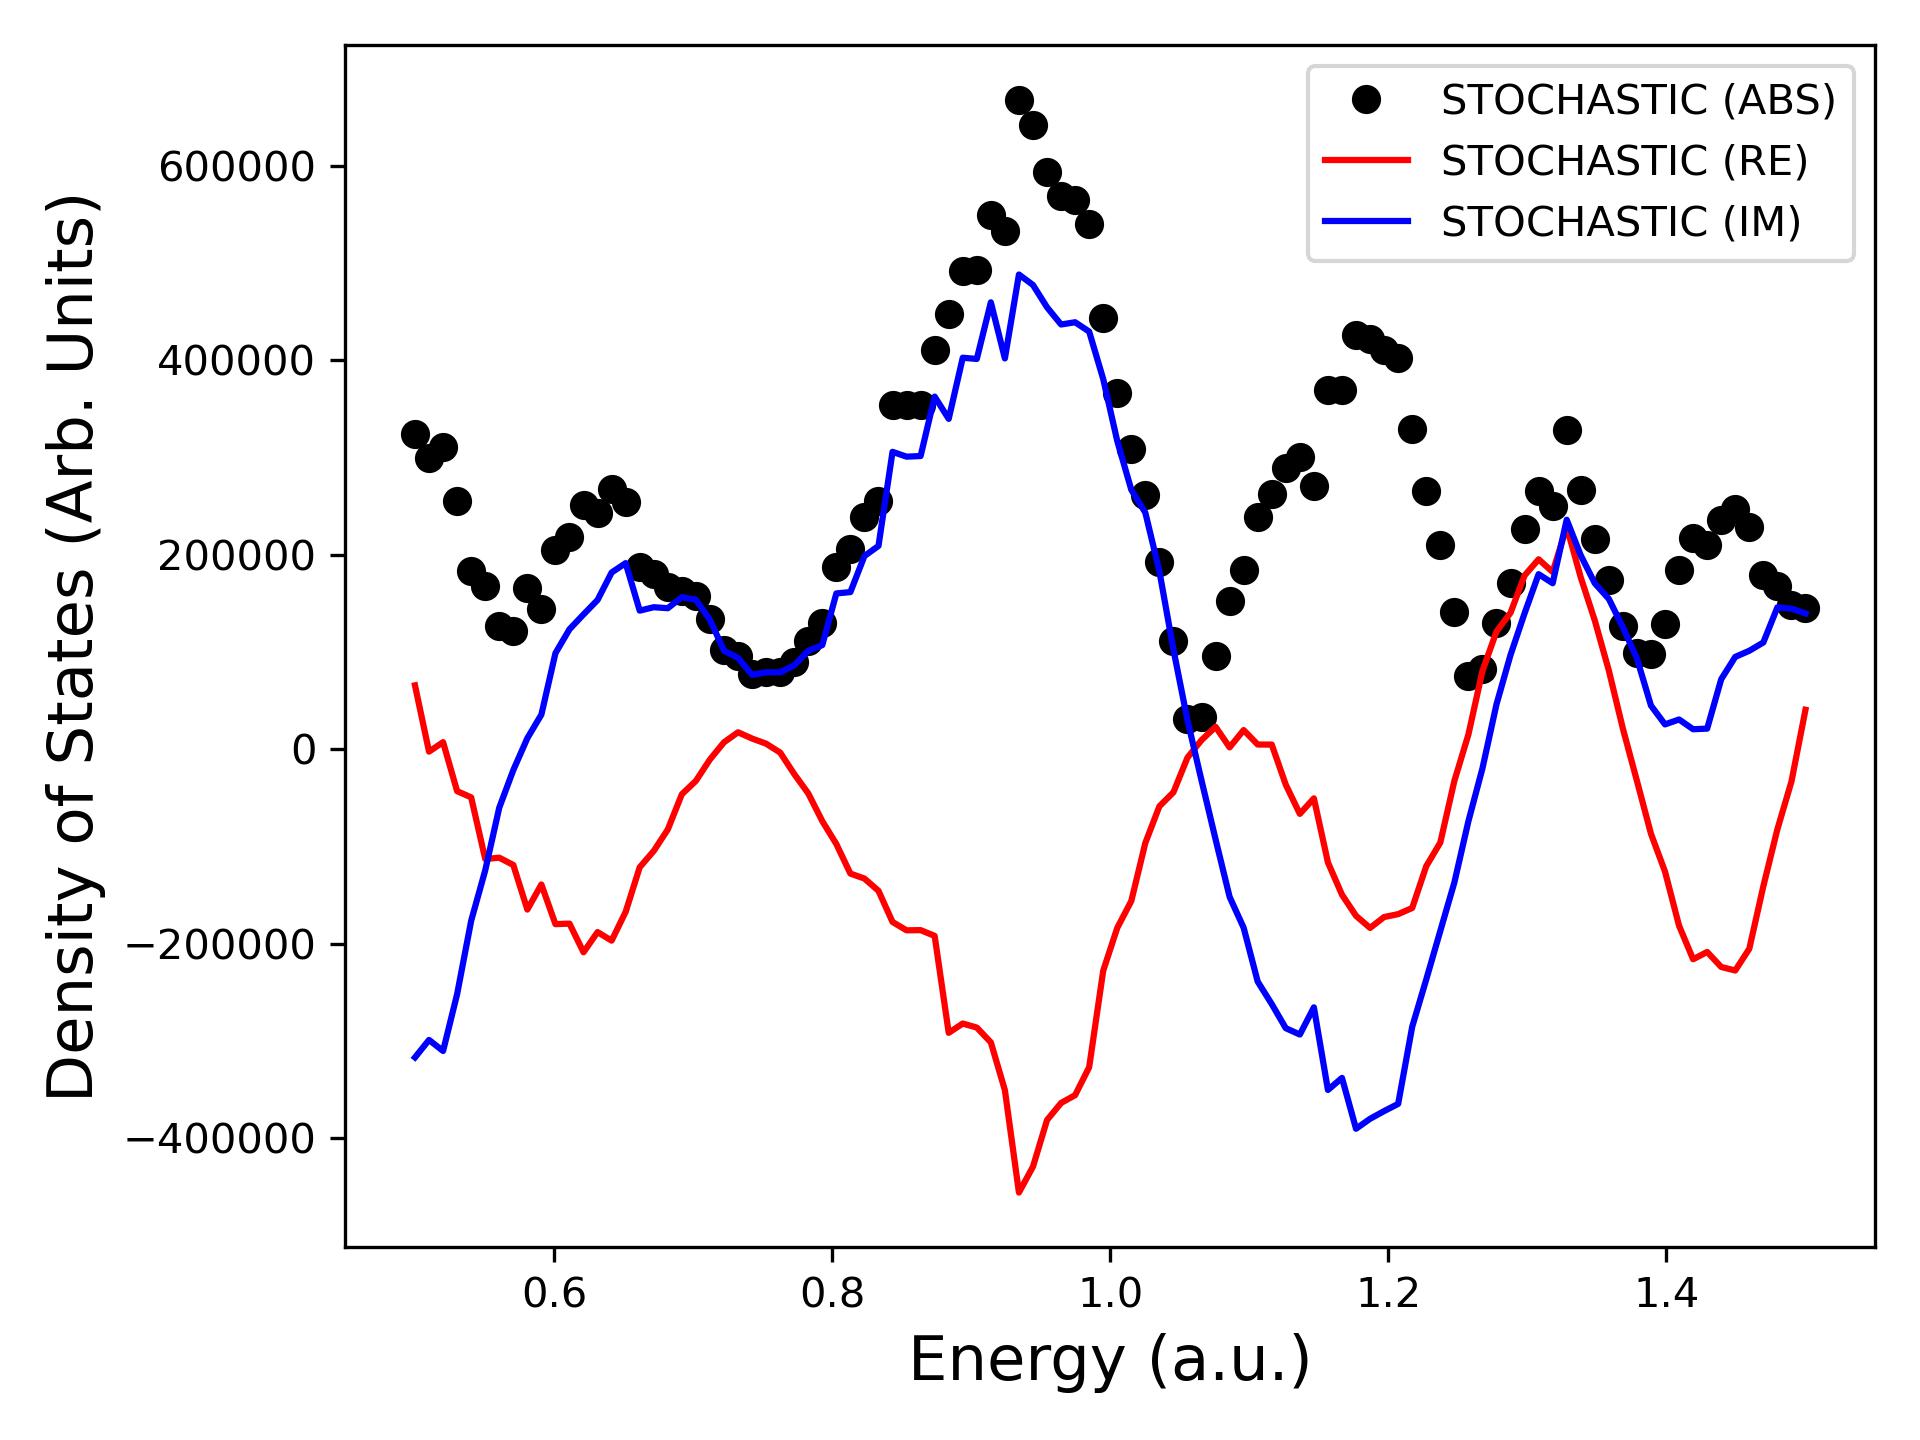 STOCHASTIC (ABS)
STOCHASTIC (RE)
STOCHASTIC (IM)
Density of States (Arb. Units)
600000
400000
200000
0
−200000
−400000
0.6 0.8 1.0 1.2 1.4
Energy (a.u.)